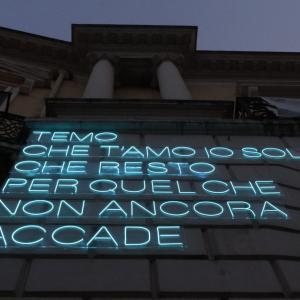 TEMO
CHE T'AMO IO SOL
CHE RESTO
PER QUEL CHE
NON ANCORA
ACCADE